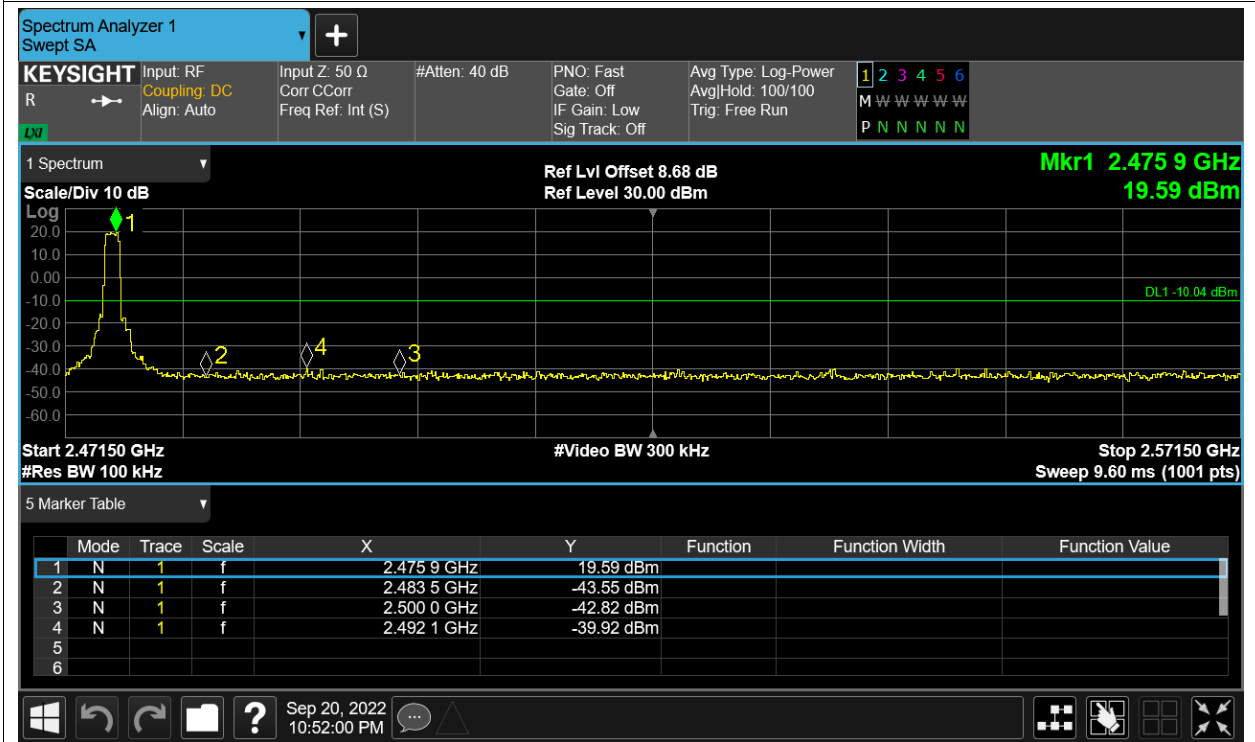 Spectrum Analyzer 1
Swept SA
KEYSIGHT
R
LXI
Input: RF
Coupling: DC
Align: Auto
Input Z: 50 Ω
Corr CCorr
Freq Ref: Int (S)
#Atten: 40 dB
PNO: Fast
Gate: Off
IF Gain: Low
Sig Track: Off
Avg Type: Log-Power
Avg|Hold: 100/100
Trig: Free Run
1 2 3 4 5 6
M W W W W W
P N N N N N
1 Spectrum
Scale/Div 10 dB
Ref Lvl Offset 8.68 dB
Ref Level 30.00 dBm
Mkr1 2.475 9 GHz
19.59 dBm
Log
20.0
10.0
0.00
-10.0
-20.0
-30.0
-40.0
-50.0
-60.0
1
2
4
3
DL1 -10.04 dBm
Start 2.47150 GHz
#Res BW 100 kHz
#Video BW 300 kHz
Stop 2.57150 GHz
Sweep 9.60 ms (1001 pts)
5 Marker Table
Mode Trace Scale X Y Function Function Width Function Value
1 N 1 f 2.475 9 GHz 19.59 dBm
2 N 1 f 2.483 5 GHz -43.55 dBm
3 N 1 f 2.500 0 GHz -42.82 dBm
4 N 1 f 2.492 1 GHz -39.92 dBm
5
6
?
Sep 20, 2022
10:52:00 PM